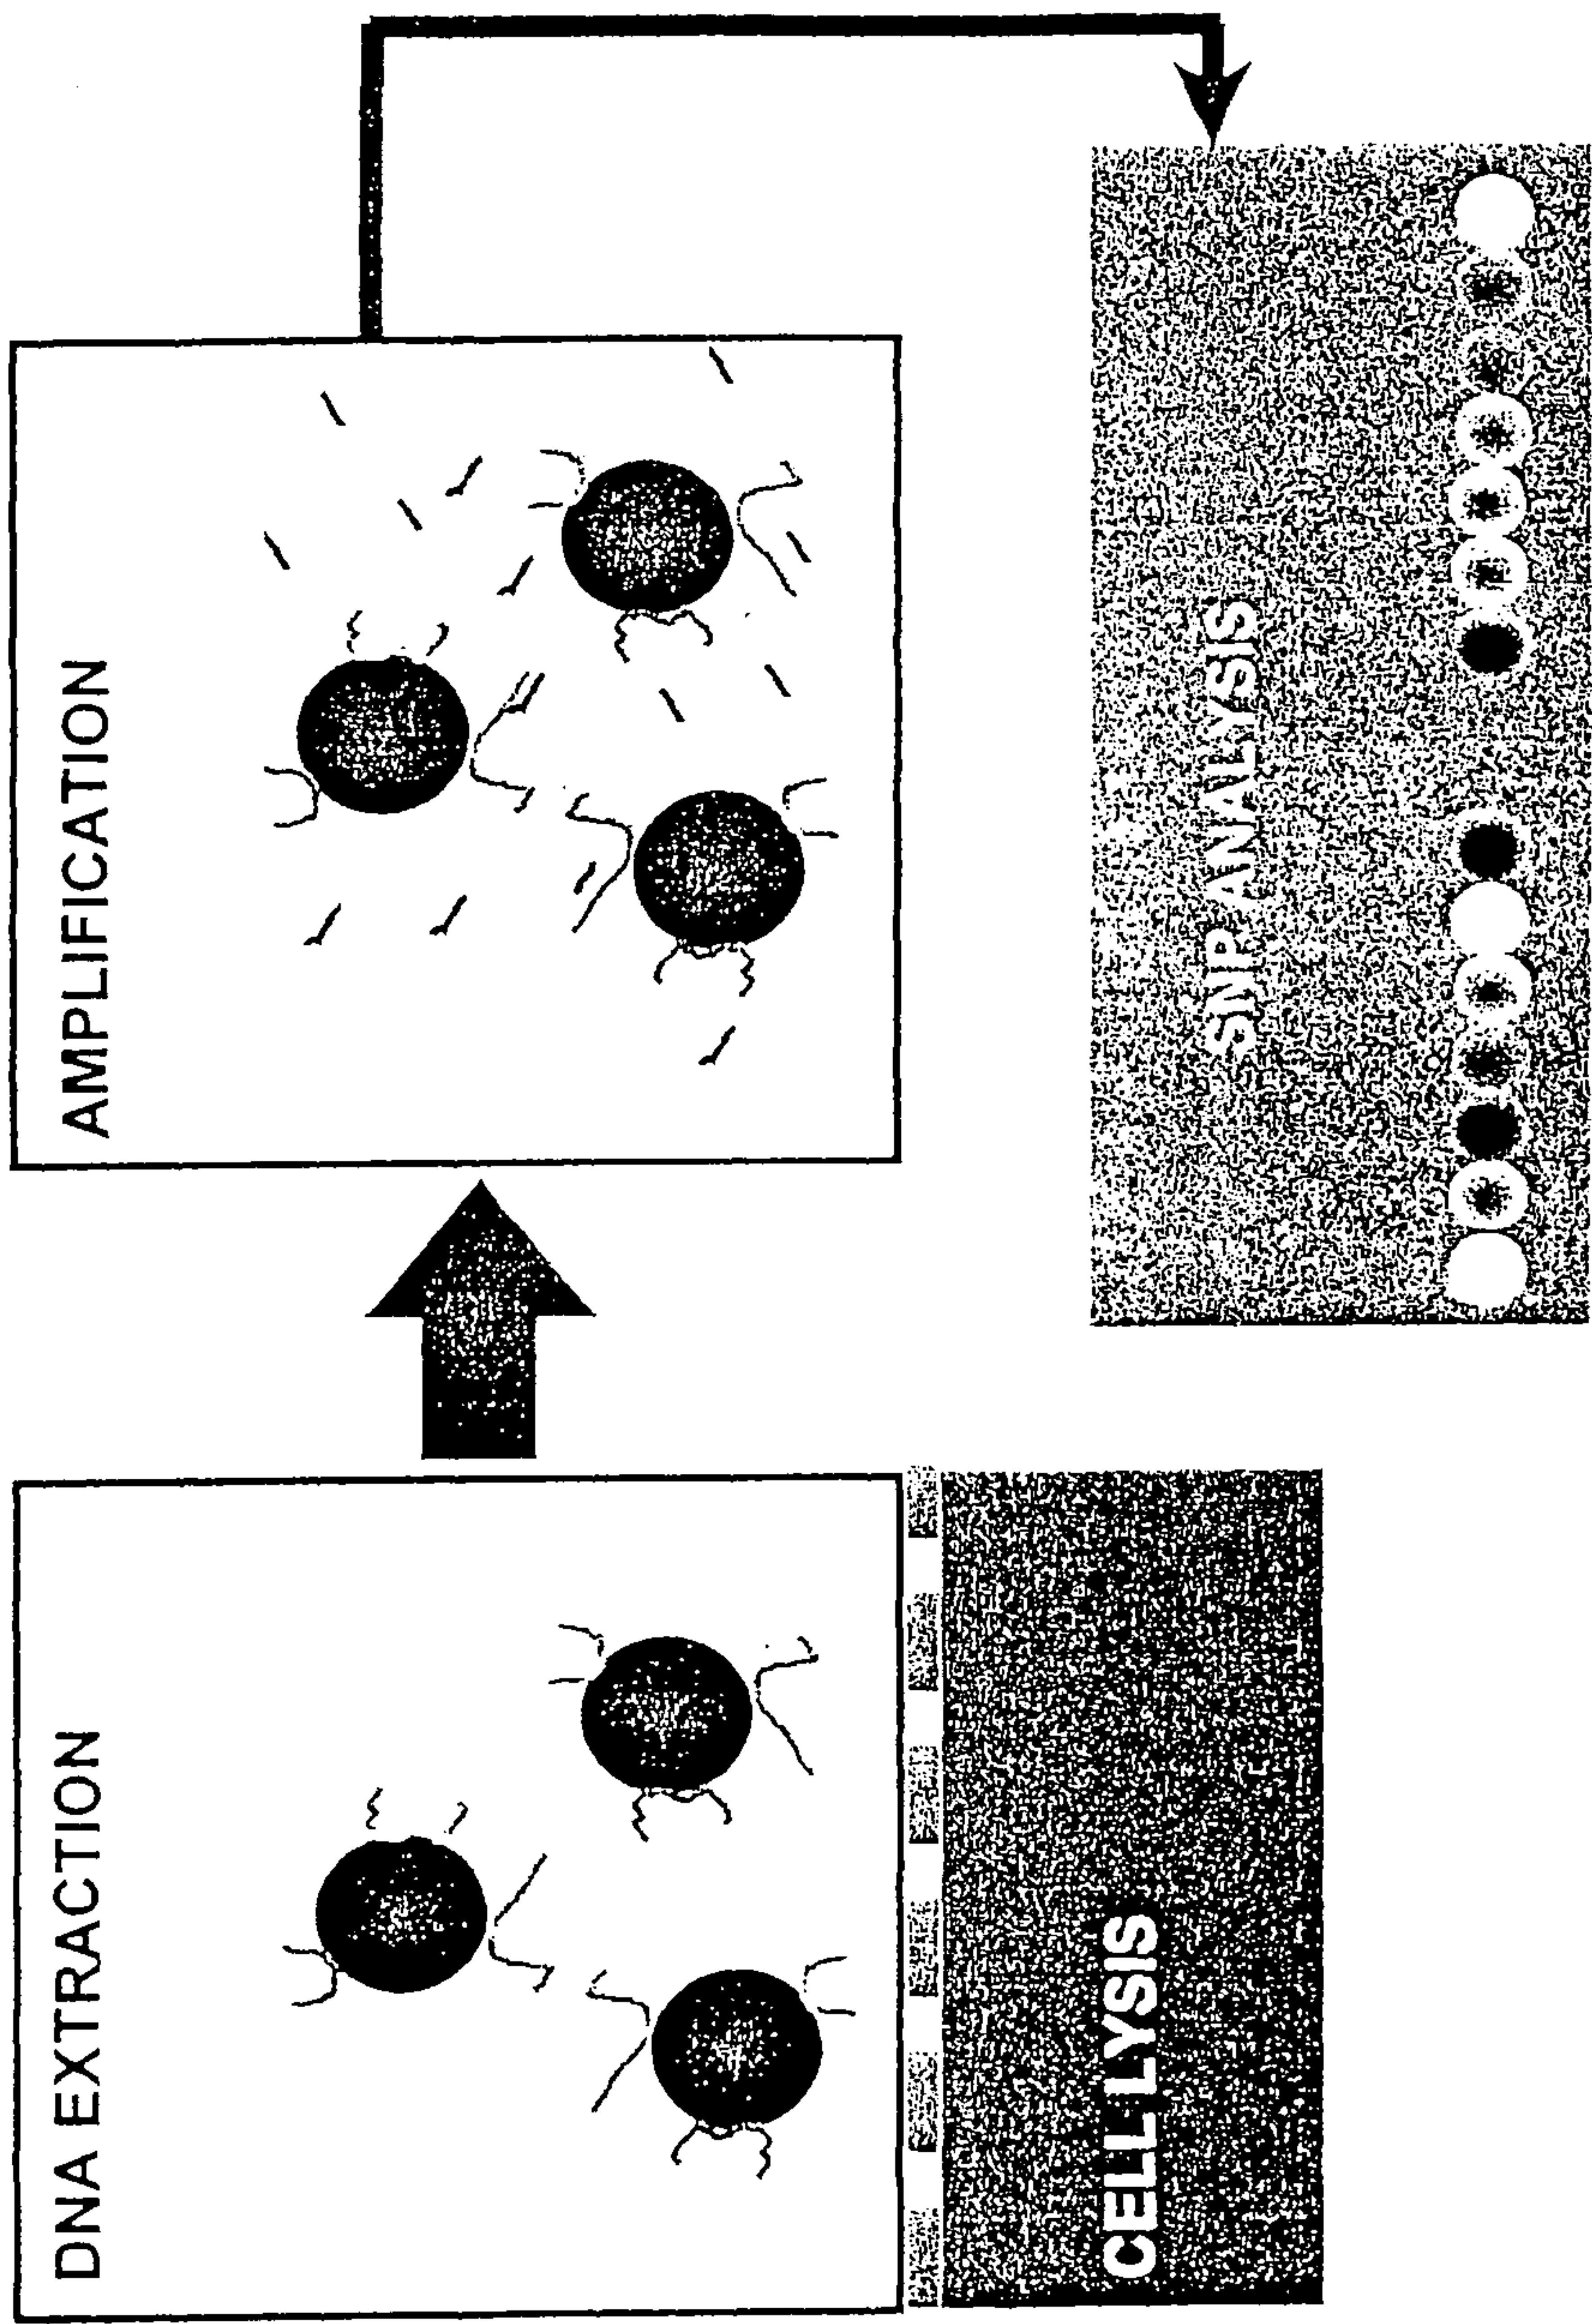 DNA EXTRACTION
AMPLIFICATION
CELL LYSIS
SNP ANALYSIS